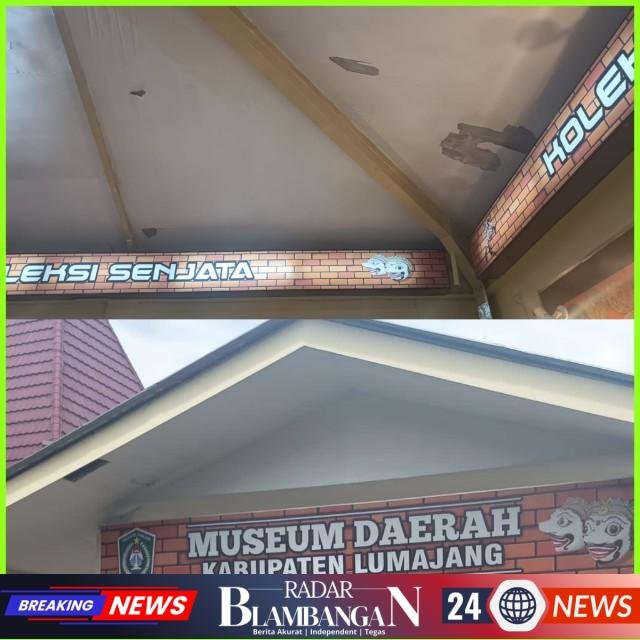 LEKSI SENJATA
KOLEK
MUSEUM DAERAH
KABUPATEN LUMAJANG
BREAKING NEWS
RADAR
BLAMBANGAN
Berita Akurat | Independent | Tegas
24 NEWS